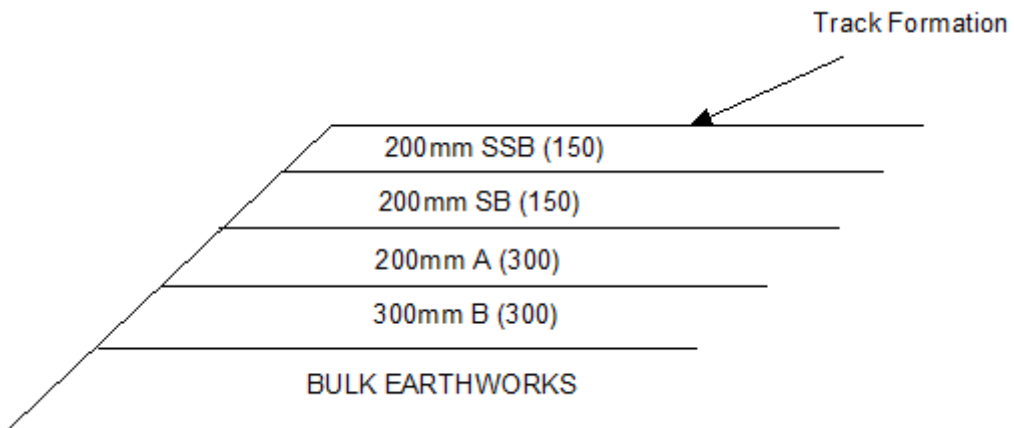 Track Formation
200mm SSB (150)
200mm SB (150)
200mm A (300)
300mm B (300)
BULK EARTHWORKS